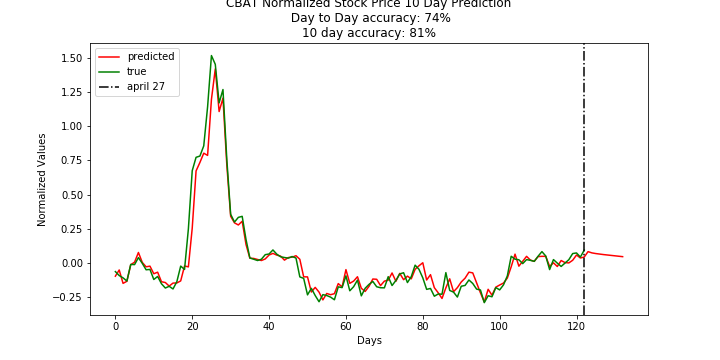 CBAT Normalized Stock Price 10 Day Prediction
Day to Day accuracy: 74%
10 day accuracy: 81%
predicted
true
april 27
Normalized Values
1.50
1.25
1.00
0.75
0.50
0.25
0.00
−0.25
0
20
40
60
80
100
120
Days